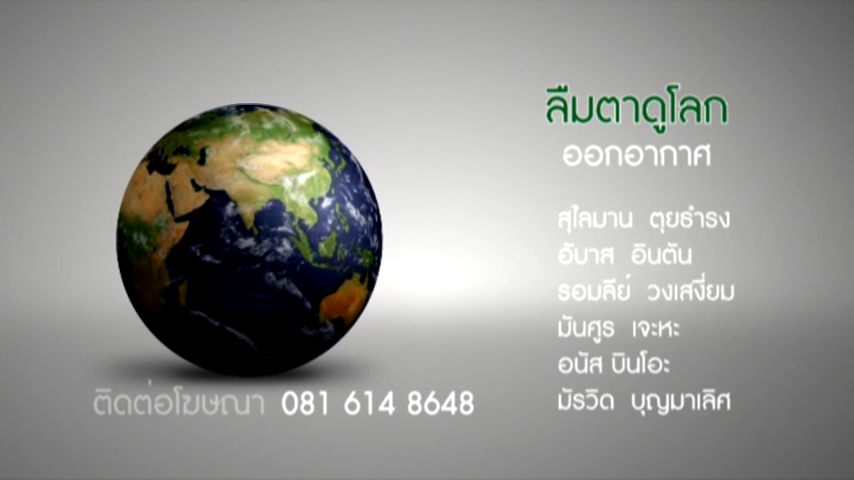 ลืมตาดูโลก
ออกอากาศ
สุไลมาน ตุยธำรง
อับาส อินตัน
รอมลีย์ วงเสงี่ยม
มันศูร เจะหะ
อนัส บินโอะ
มัรวิด บุญมาเลิศ
ติดต่อโฆษณา 081 614 8648